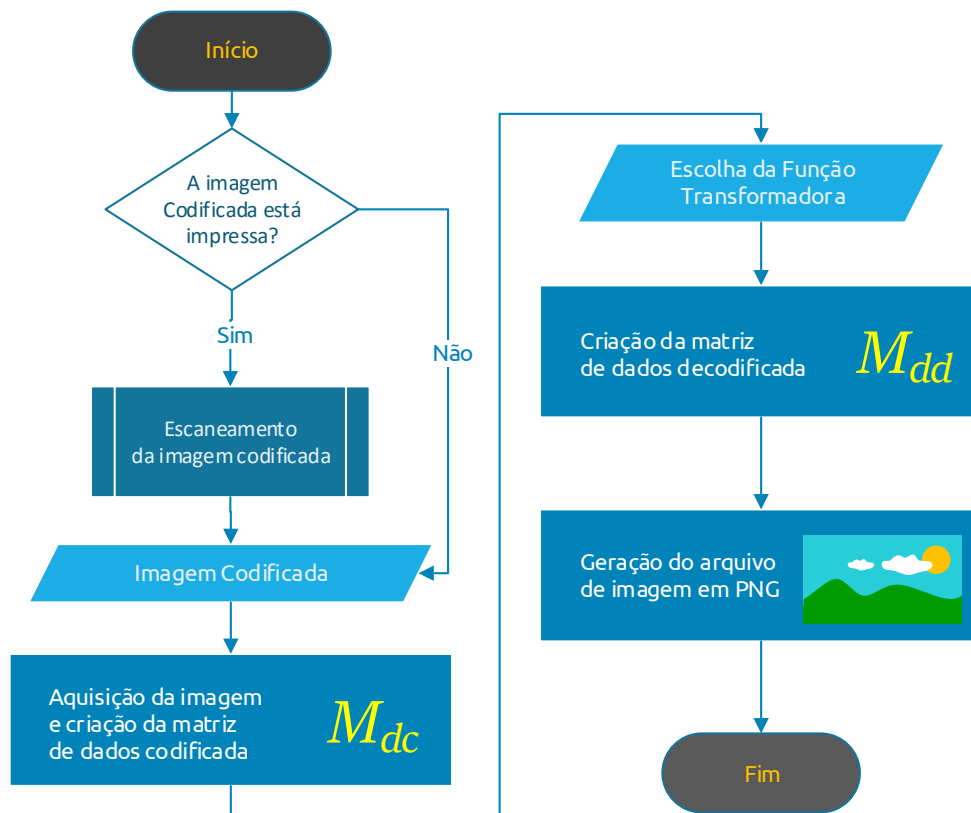 Início
A imagem
Codificada está
impressa?
Sim
Não
Escaneamento
da imagem codificada
Imagem Codificada
Aquisição da imagem
e criação da matriz
de dados codificada
M_dc
Escolha da Função
Transformadora
Criação da matriz
de dados decodificada
M_dd
Geração do arquivo
de imagem em PNG
Fim